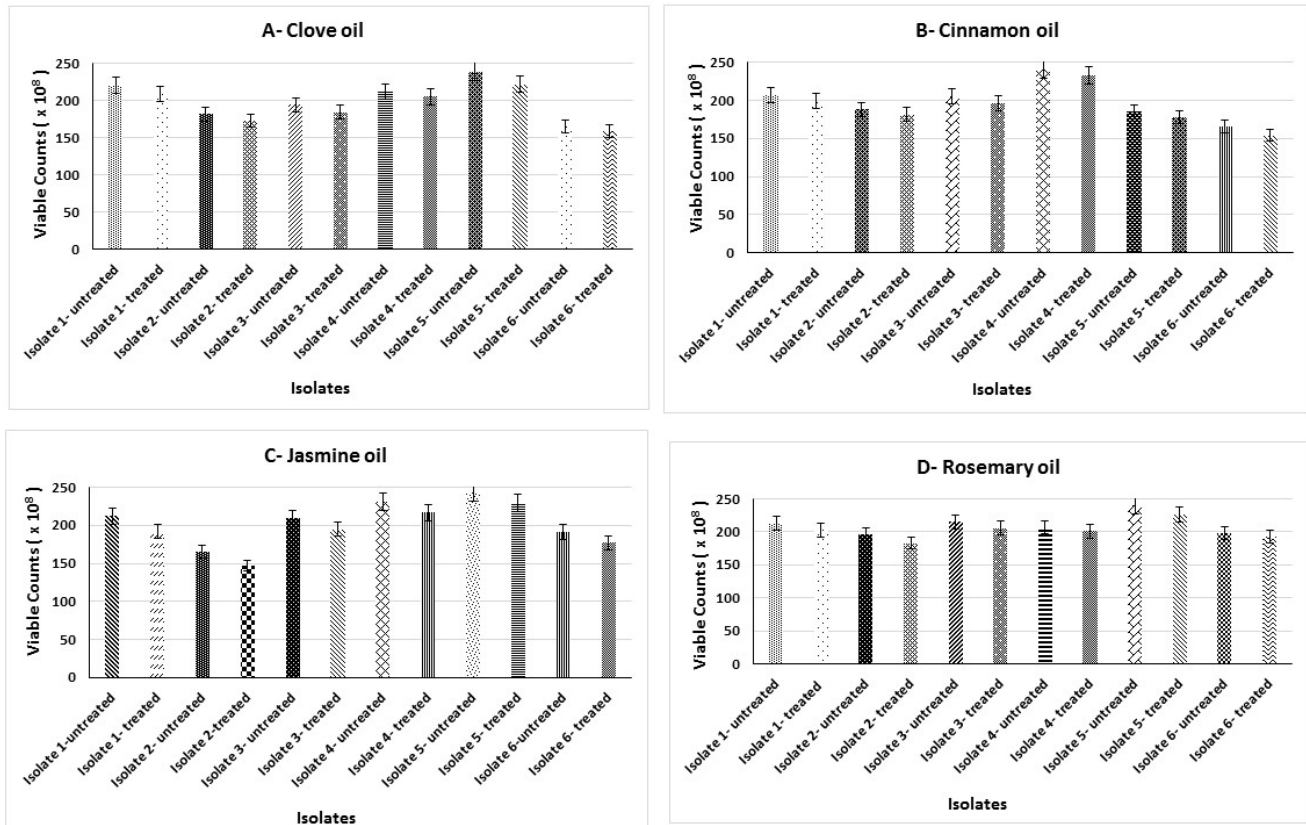 A- Clove oil
Viable Counts ( x 10⁸ )
250
200
150
100
50
0
Isolate 1- untreated
Isolate 1- treated
Isolate 2- untreated
Isolate 2- treated
Isolate 3- untreated
Isolate 3- treated
Isolate 4- untreated
Isolate 4- treated
Isolate 5- untreated
Isolate 5- treated
Isolate 6- untreated
Isolate 6- treated
Isolates
B- Cinnamon oil
Viable Counts ( x 10⁸ )
250
200
150
100
50
0
Isolate 1- untreated
Isolate 1- treated
Isolate 2- untreated
Isolate 2- treated
Isolate 3- untreated
Isolate 3- treated
Isolate 4- untreated
Isolate 4- treated
Isolate 5- untreated
Isolate 5- treated
Isolate 6- untreated
Isolate 6- treated
Isolates
C- Jasmine oil
Viable Counts ( x 10⁸ )
250
200
150
100
50
0
Isolate 1-untreated
Isolate 1- treated
Isolate 2- untreated
Isolate 2-treated
Isolate 3- untreated
Isolate 3- treated
Isolate 4- untreated
Isolate 4- treated
Isolate 5- untreated
Isolate 5- treated
Isolate 6-untreated
Isolate 6- treated
Isolates
D- Rosemary oil
Viable Counts ( x 10⁸ )
250
200
150
100
50
0
Isolate 1- untreated
Isolate 1- treated
Isolate 2- untreated
Isolate 2- treated
Isolate 3- untreated
Isolate 3- treated
Isolate 4- untreated
Isolate 4- treated
Isolate 5- untreated
Isolate 5- treated
Isolate 6- untreated
Isolate 6- treated
Isolates